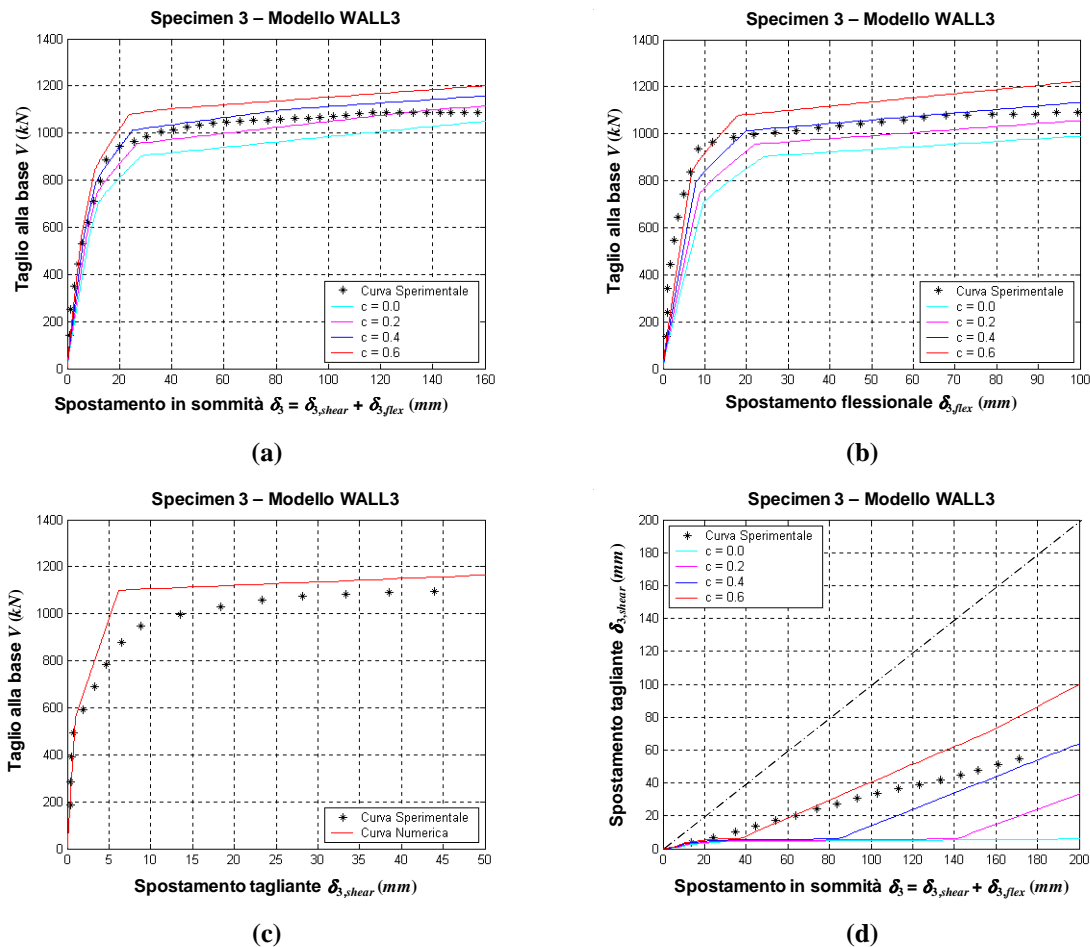 Specimen 3 – Modello WALL3
Taglio alla base V (kN)
1400
1200
1000
800
600
400
200
0
Curva Sperimentale
c = 0.0
c = 0.2
c = 0.4
c = 0.6
0 20 40 60 80 100 120 140 160
Spostamento in sommità δ3 = δ3,shear + δ3,flex (mm)
(a)
Specimen 3 – Modello WALL3
Taglio alla base V (kN)
1400
1200
1000
800
600
400
200
0
Curva Sperimentale
c = 0.0
c = 0.2
c = 0.4
c = 0.6
0 10 20 30 40 50 60 70 80 90 100
Spostamento flessionale δ3,flex (mm)
(b)
Specimen 3 – Modello WALL3
Taglio alla base V (kN)
1400
1200
1000
800
600
400
200
0
Curva Sperimentale
Curva Numerica
0 5 10 15 20 25 30 35 40 45 50
Spostamento tagliante δ3,shear (mm)
(c)
Specimen 3 – Modello WALL3
Spostamento tagliante δ3,shear (mm)
200
180
160
140
120
100
80
60
40
20
0
Curva Sperimentale
c = 0.0
c = 0.2
c = 0.4
c = 0.6
0 20 40 60 80 100 120 140 160 180 200
Spostamento in sommità δ3 = δ3,shear + δ3,flex (mm)
(d)